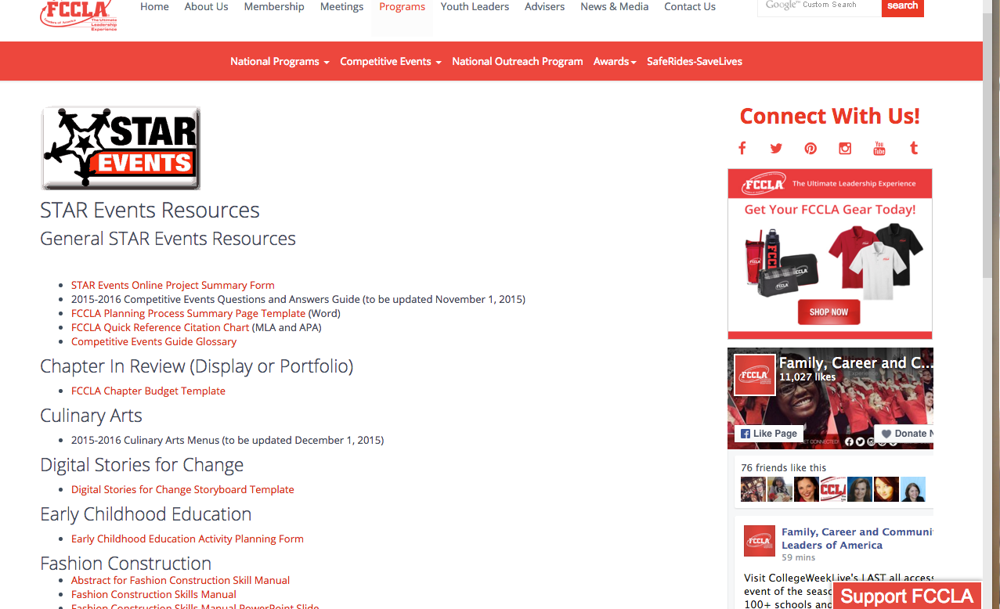 FCCLA
Leaders of America
The Ultimate
Leadership
Experience
Home About Us Membership Meetings Programs Youth Leaders Advisers News & Media Contact Us
Google™ Custom Search
search
National Programs Competitive Events National Outreach Program Awards SafeRides-SaveLives
STAR
EVENTS
STAR Events Resources
General STAR Events Resources
STAR Events Online Project Summary Form
2015-2016 Competitive Events Questions and Answers Guide (to be updated November 1, 2015)
FCCLA Planning Process Summary Page Template (Word)
FCCLA Quick Reference Citation Chart (MLA and APA)
Competitive Events Guide Glossary
Chapter In Review (Display or Portfolio)
FCCLA Chapter Budget Template
Culinary Arts
2015-2016 Culinary Arts Menus (to be updated December 1, 2015)
Digital Stories for Change
Digital Stories for Change Storyboard Template
Early Childhood Education
Early Childhood Education Activity Planning Form
Fashion Construction
Abstract for Fashion Construction Skill Manual
Fashion Construction Skills Manual
Fashion Construction Skills Manual PowerPoint Slide
Connect With Us!
You
Tube
FCCLA The Ultimate Leadership Experience
Get Your FCCLA Gear Today!
SHOP NOW
FCCLA
Family, Career and C...
11,027 likes
Like Page
Donate N
76 friends like this
FCCLA
Family, Career and Communi
Leaders of America
59 mins
Visit CollegeWeekLive's LAST all access
event of the seaso
100+ schools and
Support FCCLA